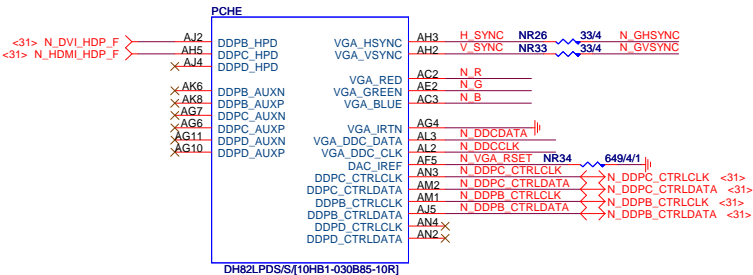 PCHE
<31> N_DVI_HDP_F AJ2 DDPB_HPD VGA_HSYNC AH3 H_SYNC NR26 33/4 N_GHSYNC
<31> N_HDMI_HDP_F AH5 DDPC_HPD VGA_VSYNC AH2 V_SYNC NR33 33/4 N_GVSYNC
AJ4 DDPD_HPD
VGA_RED AC2 N_R
AK6 DDPB_AUXN VGA_GREEN AE2 N_G
AK8 DDPB_AUXP VGA_BLUE AC3 N_B
AG7 DDPC_AUXN
AG6 DDPC_AUXP VGA_IRTN AG4
AG11 DDPD_AUXN VGA_DDC_DATA AL3 N_DDCDATA
AG10 DDPD_AUXP VGA_DDC_CLK AL2 N_DDCCLK
DAC_IREF AF5 N_VGA_RSET NR34 649/4/1
DDPC_CTRLCLK AN3 N_DDPC_CTRLCLK N_DDPC_CTRLCLK <31>
DDPC_CTRLDATA AM2 N_DDPC_CTRLDATA N_DDPC_CTRLDATA <31>
DDPB_CTRLCLK AM1 N_DDPB_CTRLCLK N_DDPB_CTRLCLK <31>
DDPB_CTRLDATA AJ5 N_DDPB_CTRLDATA N_DDPB_CTRLDATA <31>
DDPD_CTRLCLK AN4
DDPD_CTRLDATA AN2
DH82LPDS/S/[10HB1-030B85-10R]